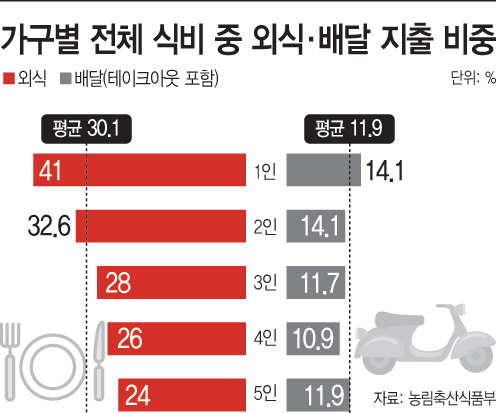 가구별 전체 식비 중 외식·배달 지출 비중
외식 배달(테이크아웃 포함) 단위: %
평균 30.1 평균 11.9
41 1인 14.1
32.6 2인 14.1
28 3인 11.7
26 4인 10.9
24 5인 11.9
자료: 농림축산식품부